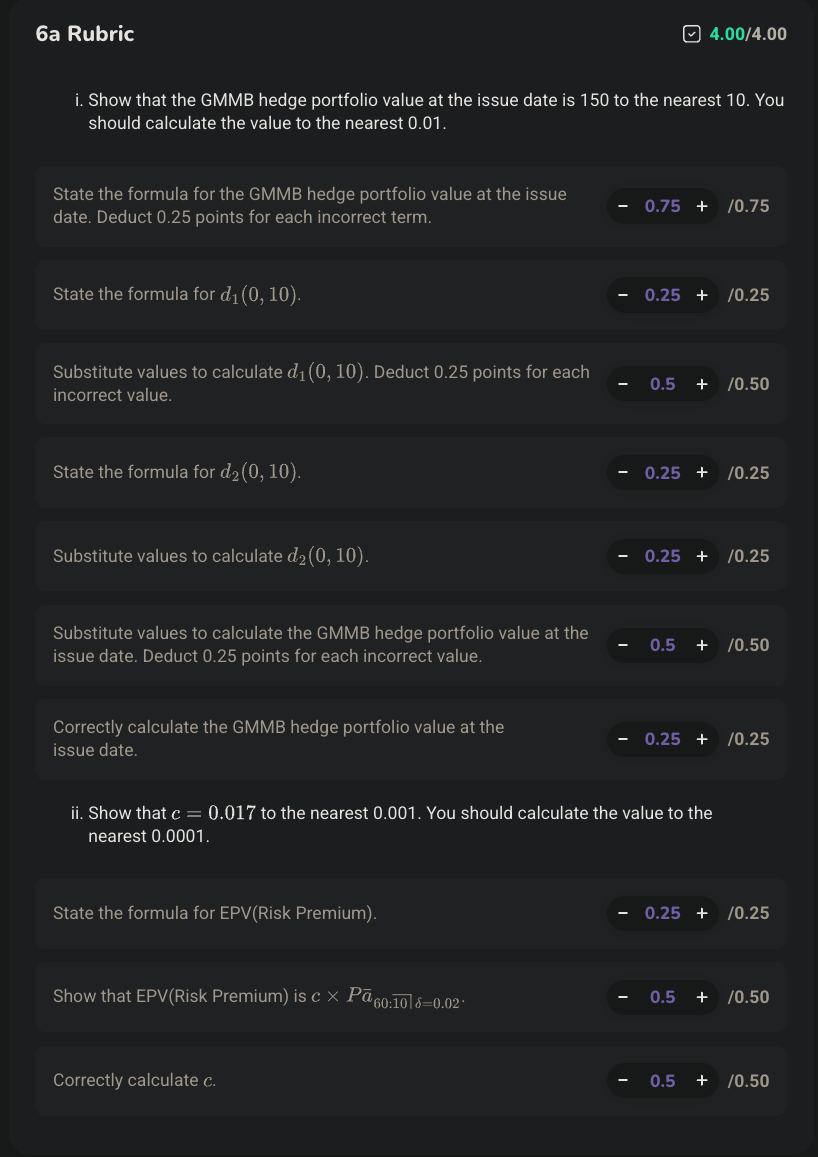 6a Rubric
4.00/4.00
i. Show that the GMMB hedge portfolio value at the issue date is 150 to the nearest 10. You
should calculate the value to the nearest 0.01.
State the formula for the GMMB hedge portfolio value at the issue
date. Deduct 0.25 points for each incorrect term.
− 0.75 + /0.75
State the formula for d₁(0, 10).
− 0.25 + /0.25
Substitute values to calculate d₁(0, 10). Deduct 0.25 points for each
incorrect value.
− 0.5 + /0.50
State the formula for d₂(0, 10).
− 0.25 + /0.25
Substitute values to calculate d₂(0, 10).
− 0.25 + /0.25
Substitute values to calculate the GMMB hedge portfolio value at the
issue date. Deduct 0.25 points for each incorrect value.
− 0.5 + /0.50
Correctly calculate the GMMB hedge portfolio value at the
issue date.
− 0.25 + /0.25
ii. Show that c = 0.017 to the nearest 0.001. You should calculate the value to the
nearest 0.0001.
State the formula for EPV(Risk Premium).
− 0.25 + /0.25
Show that EPV(Risk Premium) is c × Pā_{60:\overline{10}| δ=0.02}.
− 0.5 + /0.50
Correctly calculate c.
− 0.5 + /0.50